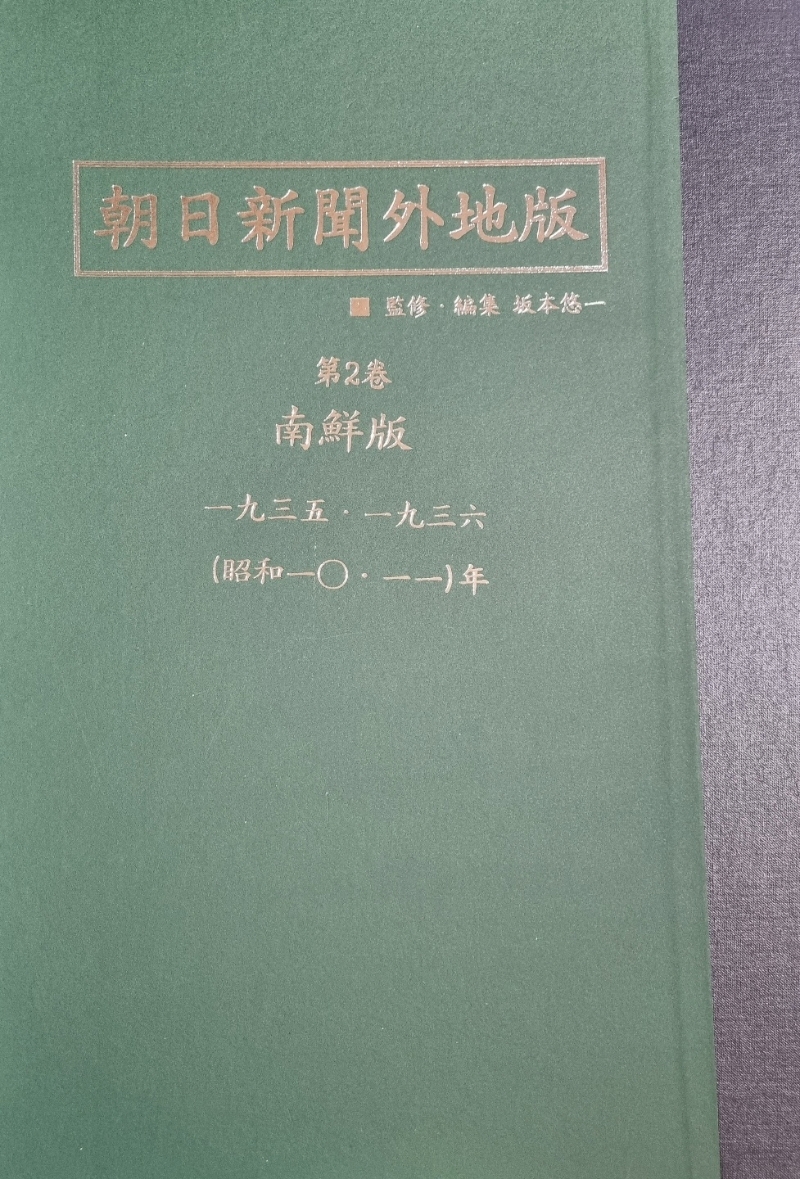 朝日新聞外地版
■ 監修・編集 坂本悠一
第2巻
南鮮版
一九三五・一九三六
(昭和一〇・一一)年